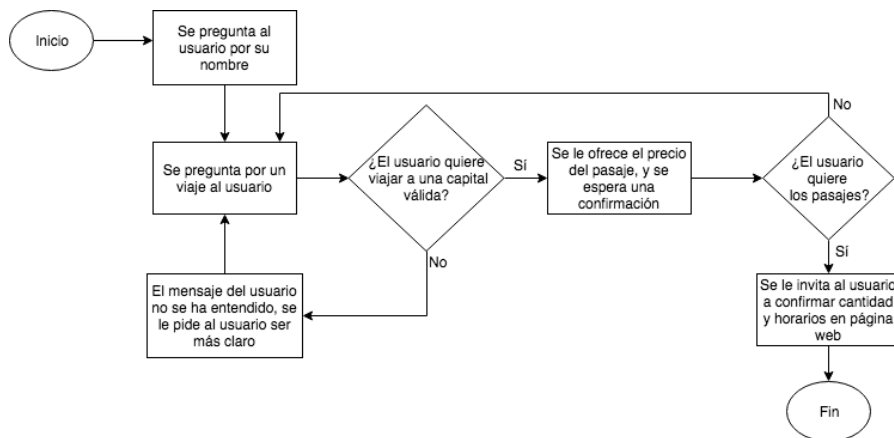 Inicio
Se pregunta al
usuario por su
nombre
No
Se pregunta por un
viaje al usuario
¿El usuario quiere
viajar a una capital
válida?
Sí
Se le ofrece el precio
del pasaje, y se
espera una
confirmación
¿El usuario
quiere
los pasajes?
No
Sí
El mensaje del usuario
no se ha entendido, se
le pide al usuario ser
más claro
Se le invita al usuario
a confirmar cantidad
y horarios en página
web
Fin